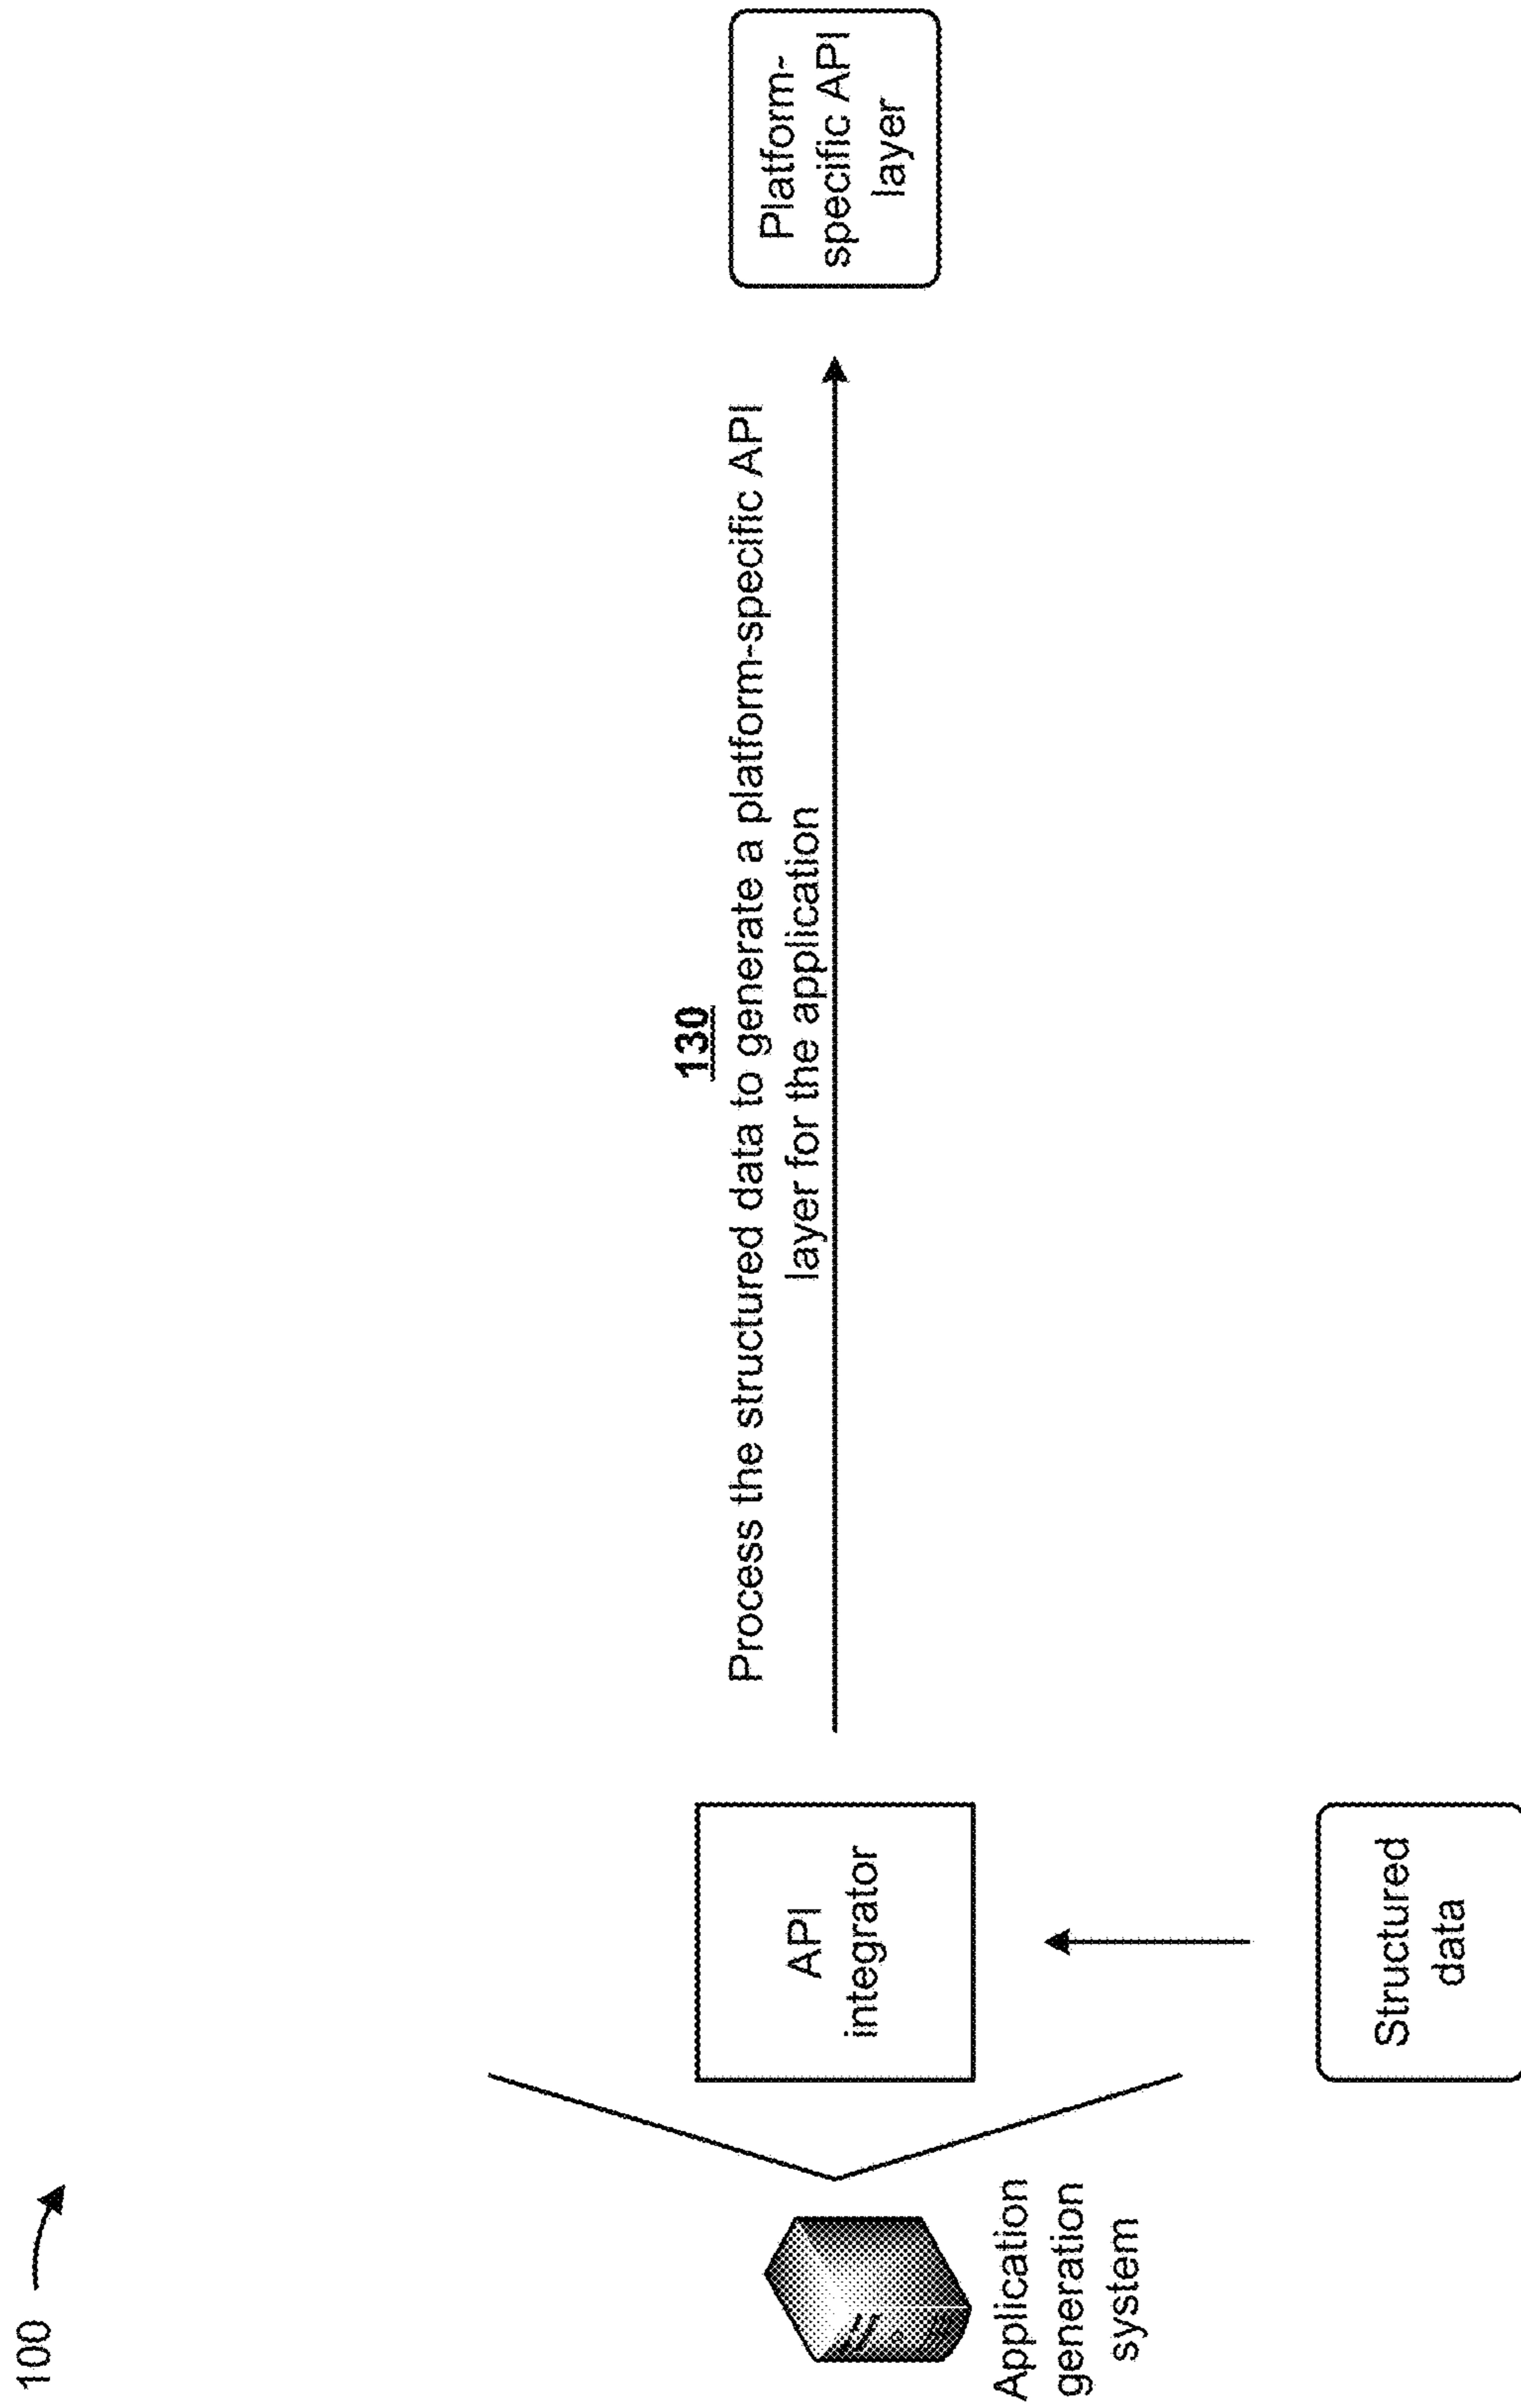 100
Application
generation
system
API
integrator
Structured
data
130
Process the structured data to generate a platform-specific API
layer for the application
Platform-
specific API
layer